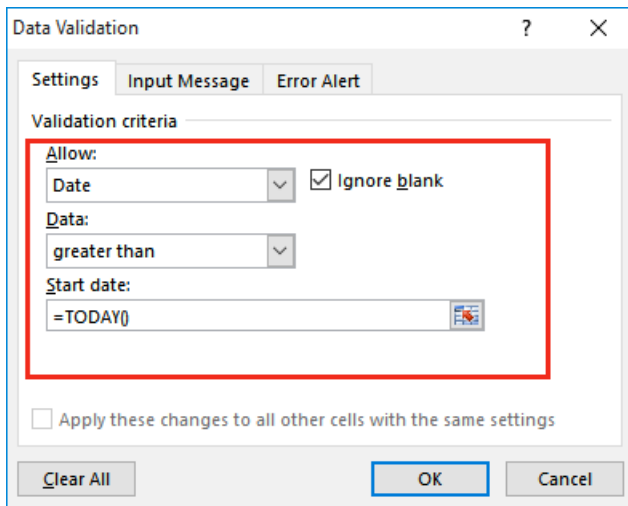 Data Validation ?
Settings Input Message Error Alert
Validation criteria
Allow:
Date Ignore blank
Data:
greater than
Start date:
=TODAY()
Apply these changes to all other cells with the same settings
Clear All OK Cancel